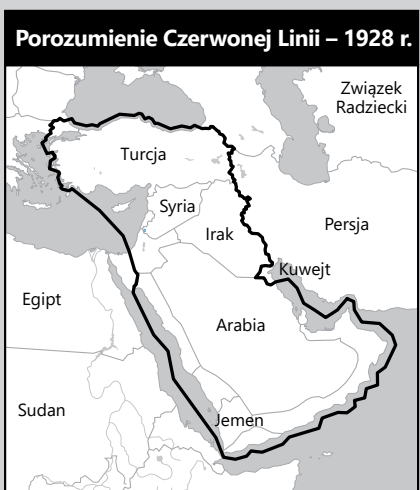 Porozumienie Czerwonej Linii – 1928 r.
Związek
Radziecki
Turcja
Syria
Irak
Persja
Kuwejt
Egipt
Arabia
Sudan
Jemen